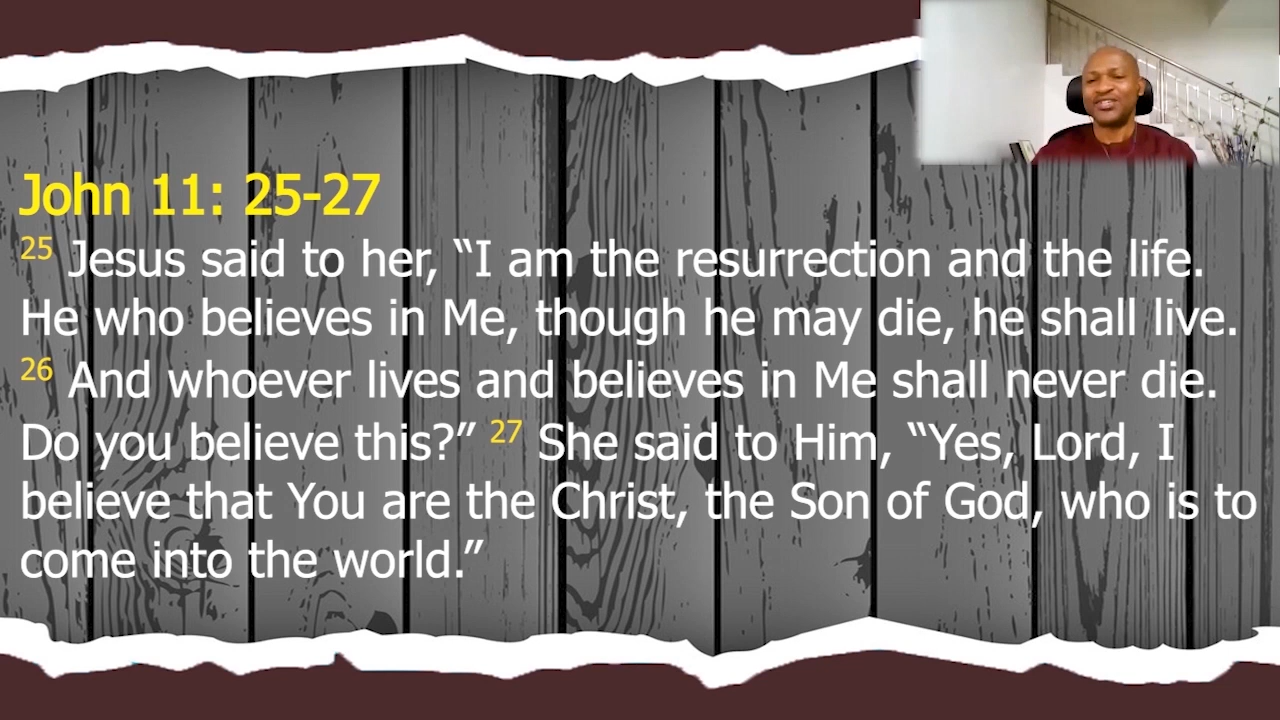 John 11: 25-27
25 Jesus said to her, “I am the resurrection and the life.
He who believes in Me, though he may die, he shall live.
26 And whoever lives and believes in Me shall never die.
Do you believe this?” 27 She said to Him, “Yes, Lord, I
believe that You are the Christ, the Son of God, who is to
come into the world.”